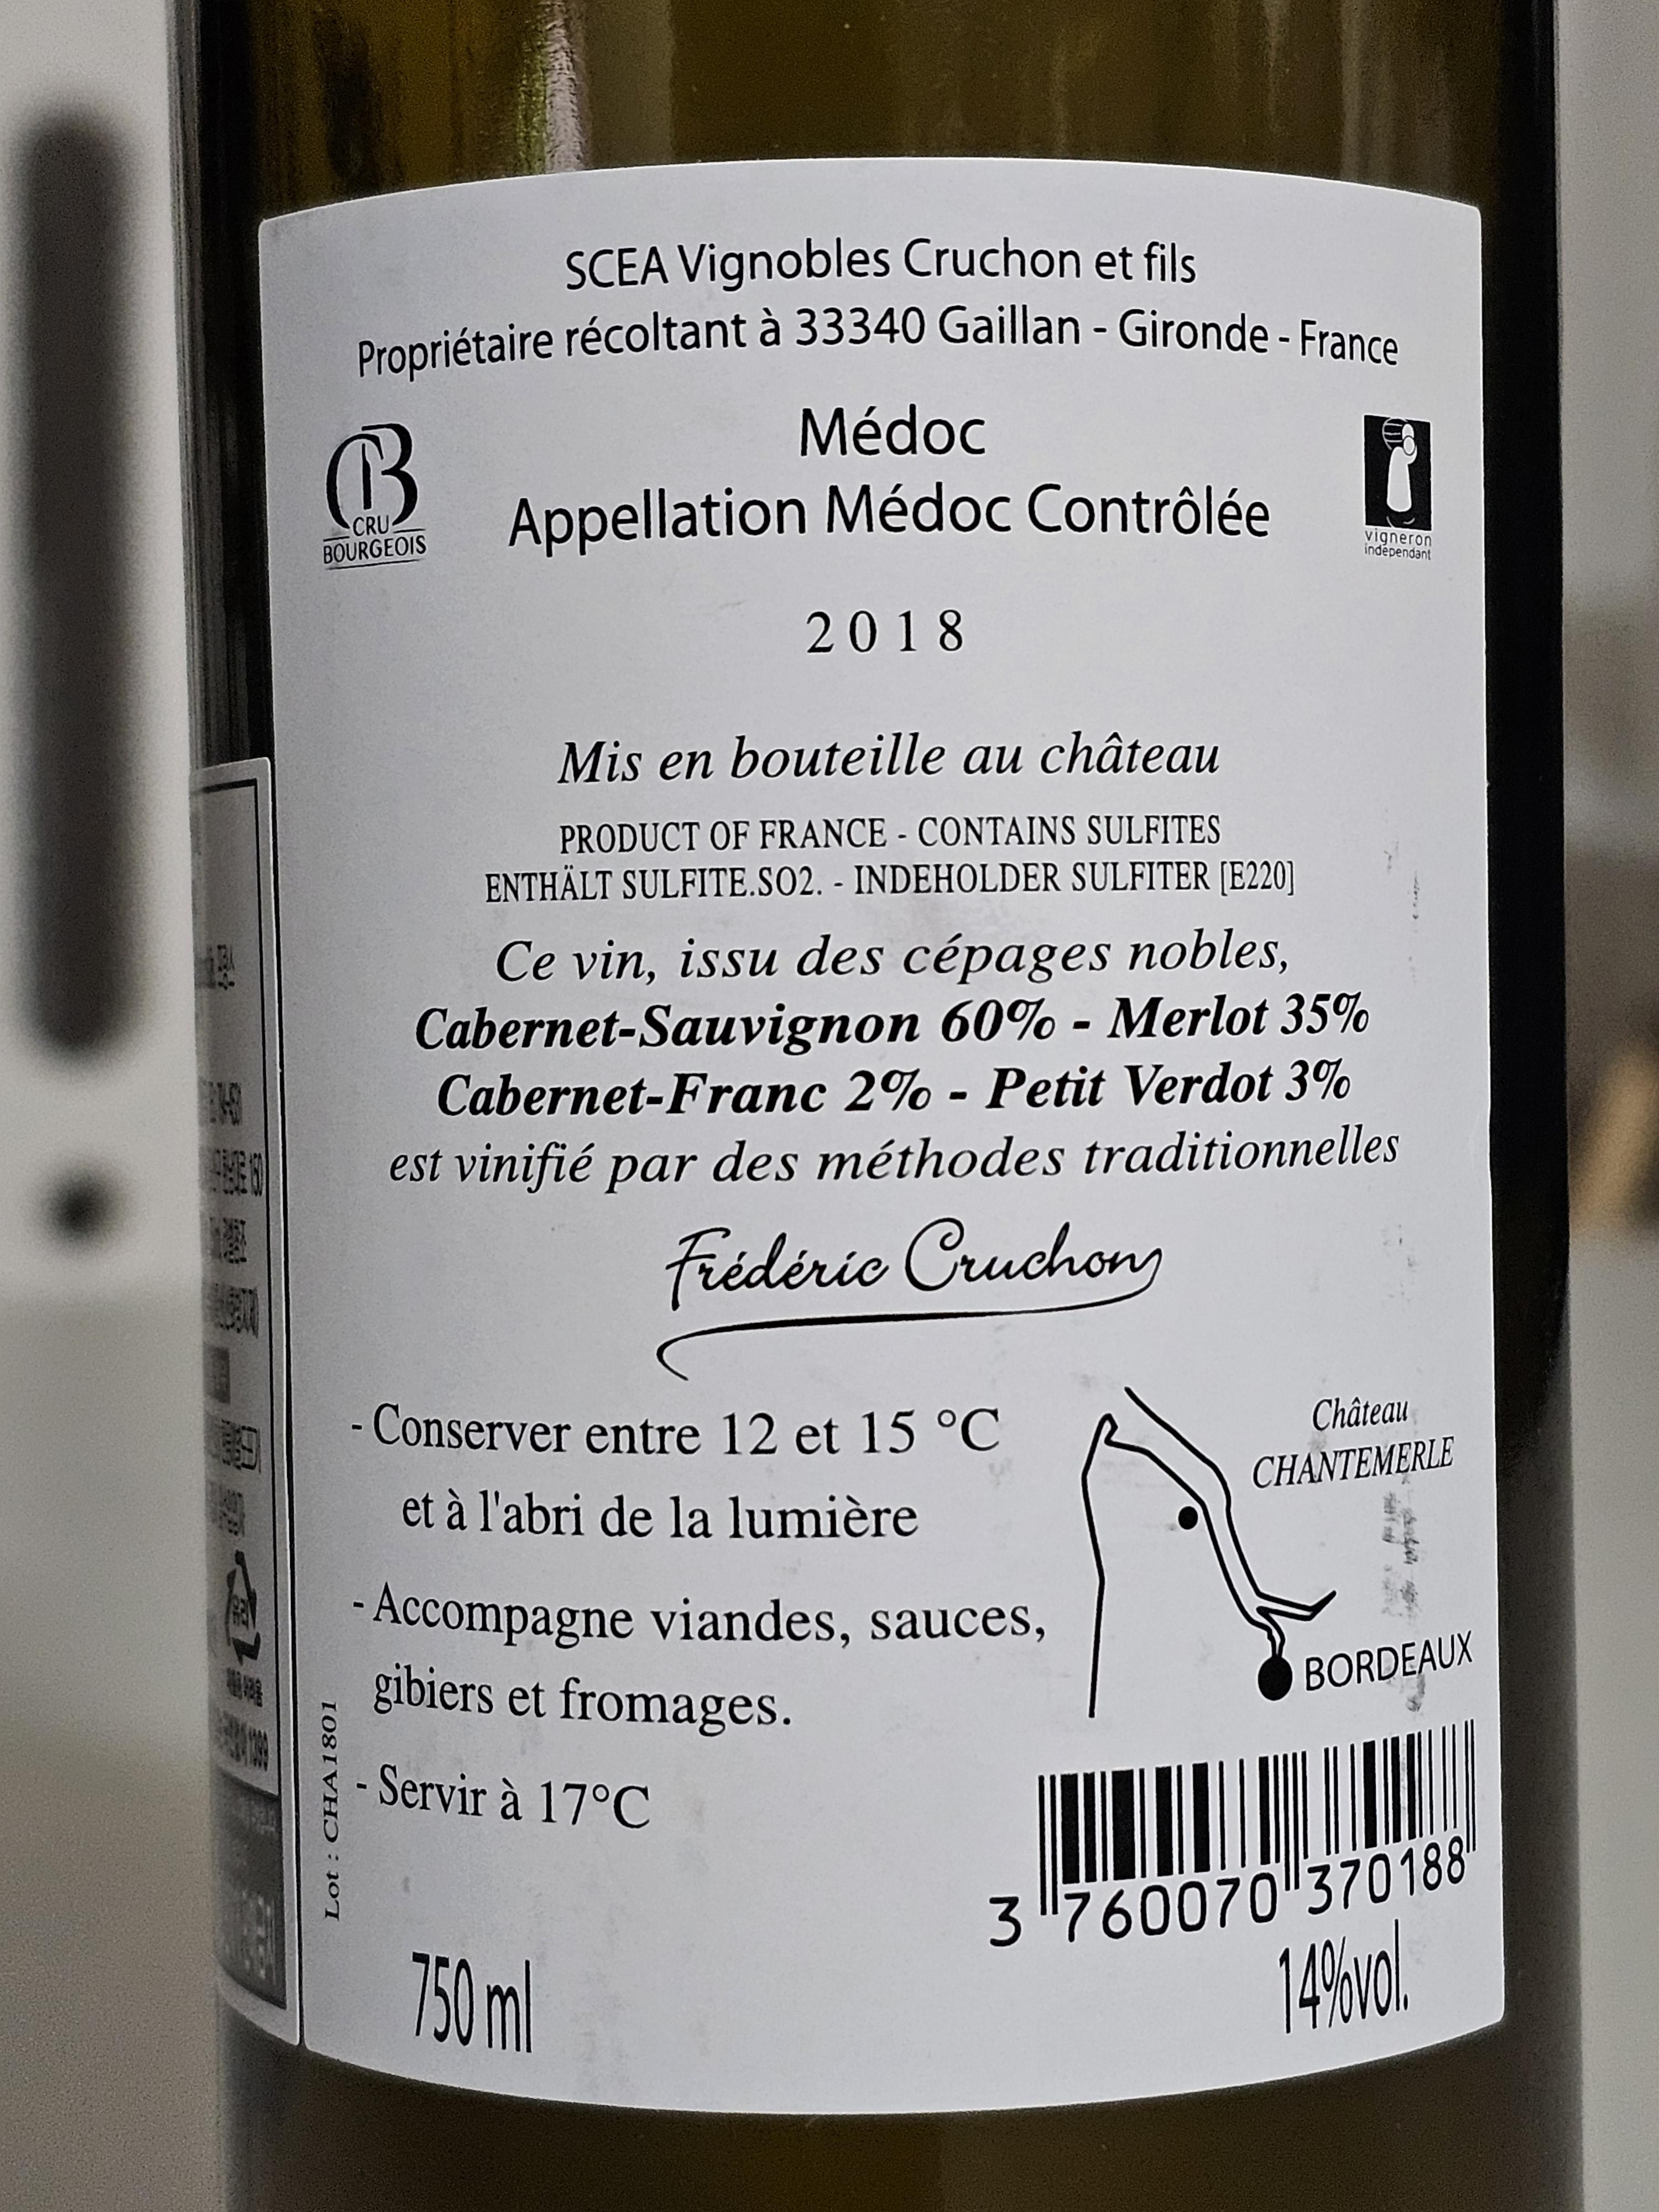 SCEA Vignobles Cruchon et fils
Propriétaire récoltant à 33340 Gaillan - Gironde - France
CB
CRU
BOURGEOIS
Médoc
Appellation Médoc Contrôlée
vigneron
indépendant
2018
Mis en bouteille au château
PRODUCT OF FRANCE - CONTAINS SULFITES
ENTHÄLT SULFITE.SO2. - INDEHOLDER SULFITER [E220]
Ce vin, issu des cépages nobles,
Cabernet-Sauvignon 60% - Merlot 35%
Cabernet-Franc 2% - Petit Verdot 3%
est vinifié par des méthodes traditionnelles
Frédéric Cruchon
- Conserver entre 12 et 15 °C
et à l'abri de la lumière
- Accompagne viandes, sauces,
gibiers et fromages.
- Servir à 17°C
Château
CHANTEMERLE
BORDEAUX
Lot : CHA1801
3 760070 370188
750 ml
14%vol.